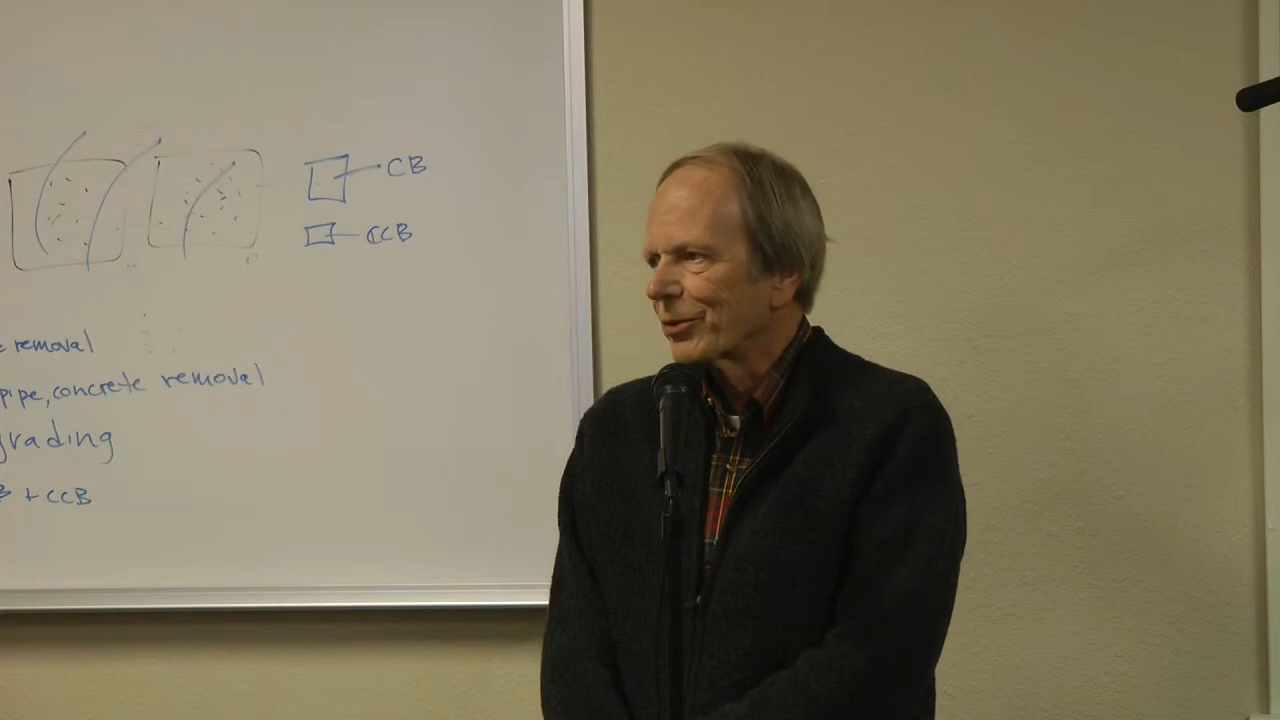 CB
CCB
removal
pipe, concrete removal
grading
+ CCB